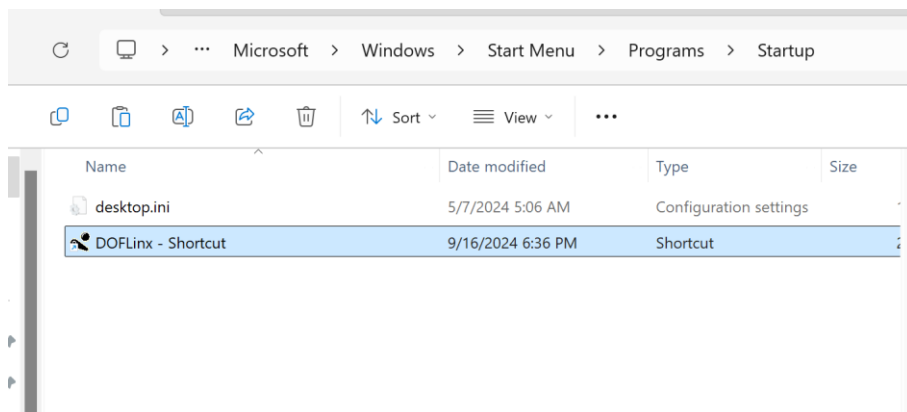 ··· Microsoft > Windows > Start Menu > Programs > Startup
Sort View ···
Name Date modified Type Size
desktop.ini 5/7/2024 5:06 AM Configuration settings
DOFLinx - Shortcut 9/16/2024 6:36 PM Shortcut